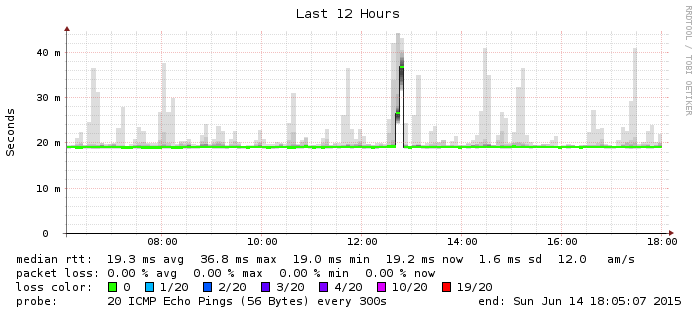 Last 12 Hours
RRDTOOL / TOBI OETIKER
Seconds
40 m
30 m
20 m
10 m
0
08:00 10:00 12:00 14:00 16:00 18:00
median rtt: 19.3 ms avg 36.8 ms max 19.0 ms min 19.2 ms now 1.6 ms sd 12.0 am/s
packet loss: 0.00 % avg 0.00 % max 0.00 % min 0.00 % now
loss color: 0 1/20 2/20 3/20 4/20 10/20 19/20
probe: 20 ICMP Echo Pings (56 Bytes) every 300s end: Sun Jun 14 18:05:07 2015